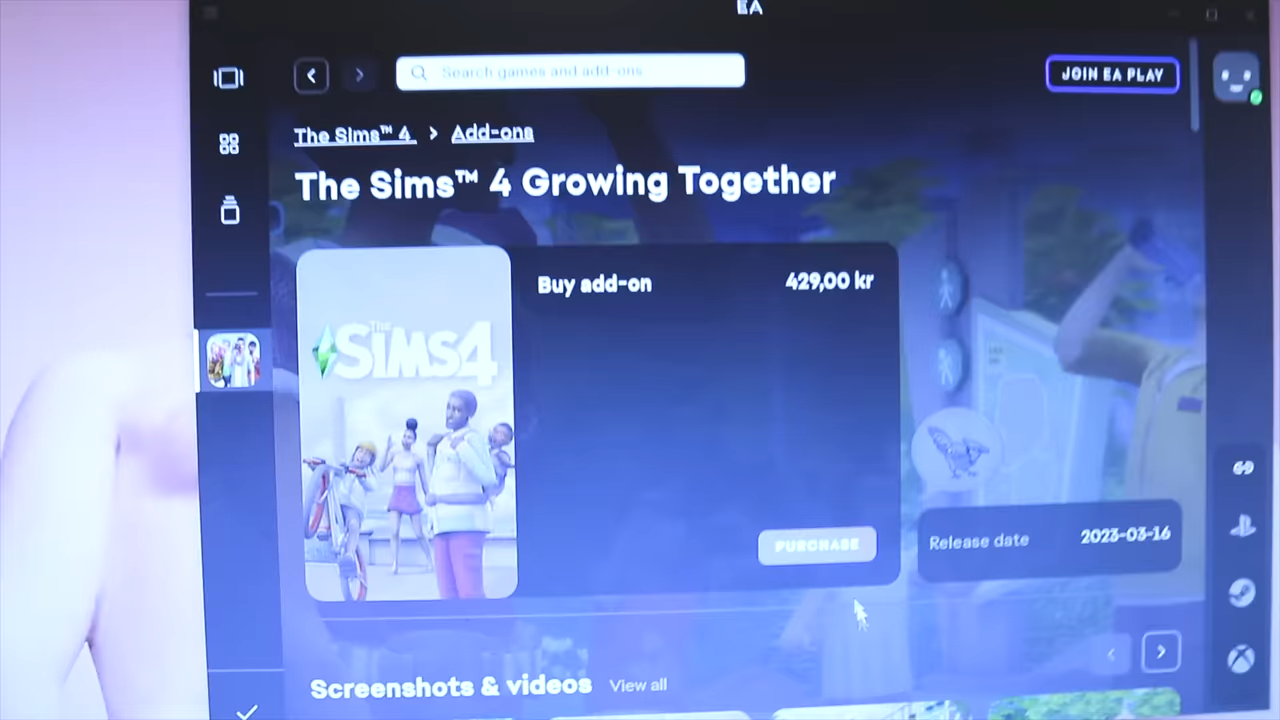 EA
Search games and add-ons
JOIN EA PLAY
The Sims™ 4 > Add-ons
The Sims™ 4 Growing Together
Buy add-on 429,00 kr
THE
SIMS4
PURCHASE
Release date 2023-03-16
Screenshots & videos View all